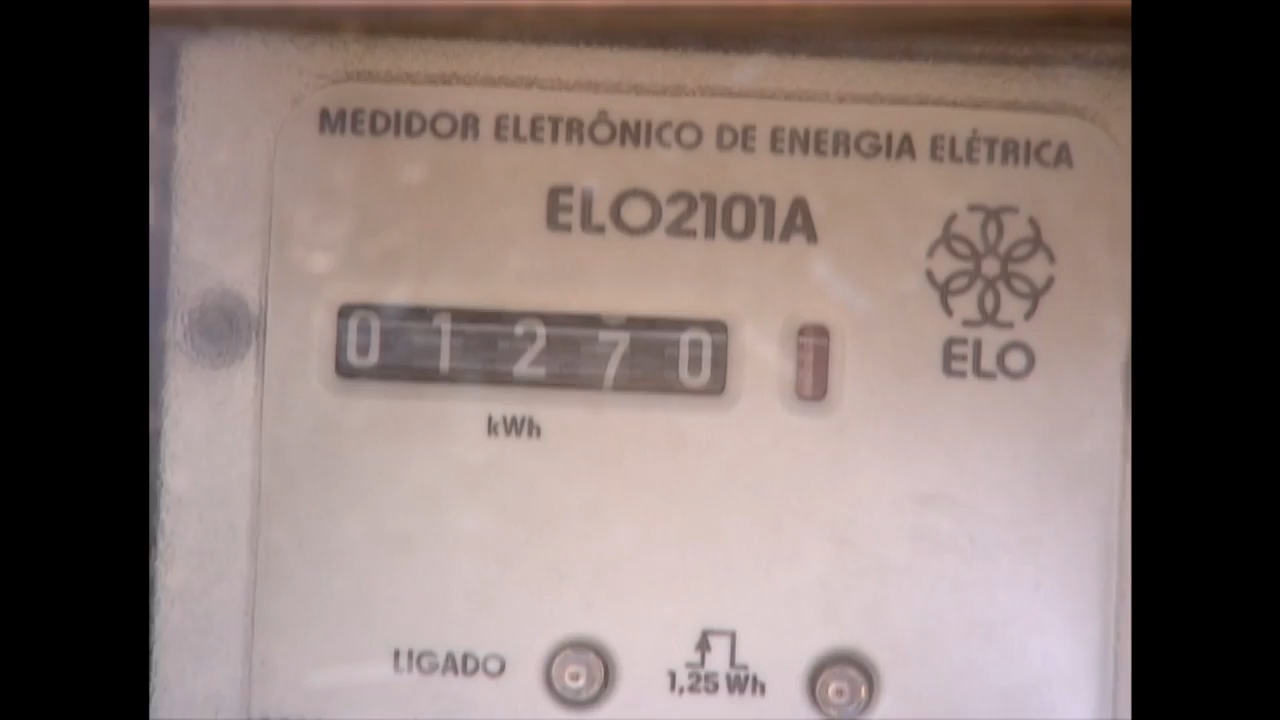 MEDIDOR ELETRÔNICO DE ENERGIA ELÉTRICA
ELO2101A
ELO
01270
kWh
LIGADO
1,25 Wh